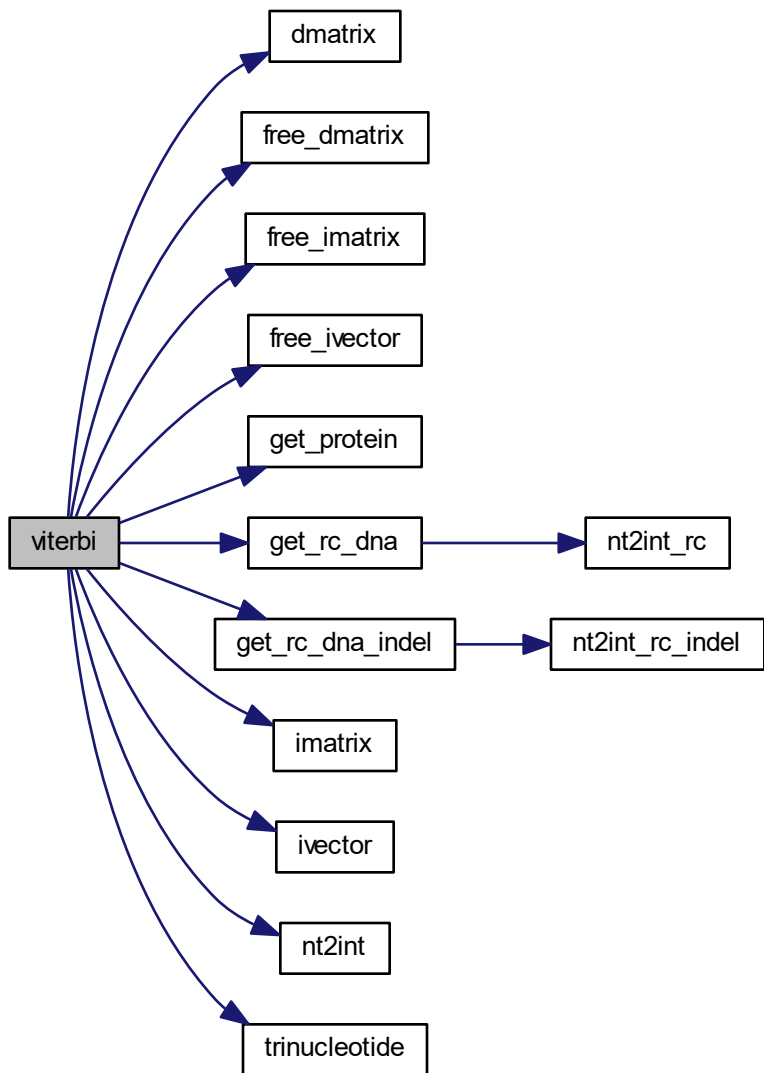 dmatrix
free_dmatrix
free_imatrix
free_ivector
get_protein
viterbi
get_rc_dna
nt2int_rc
get_rc_dna_indel
nt2int_rc_indel
imatrix
ivector
nt2int
trinucleotide